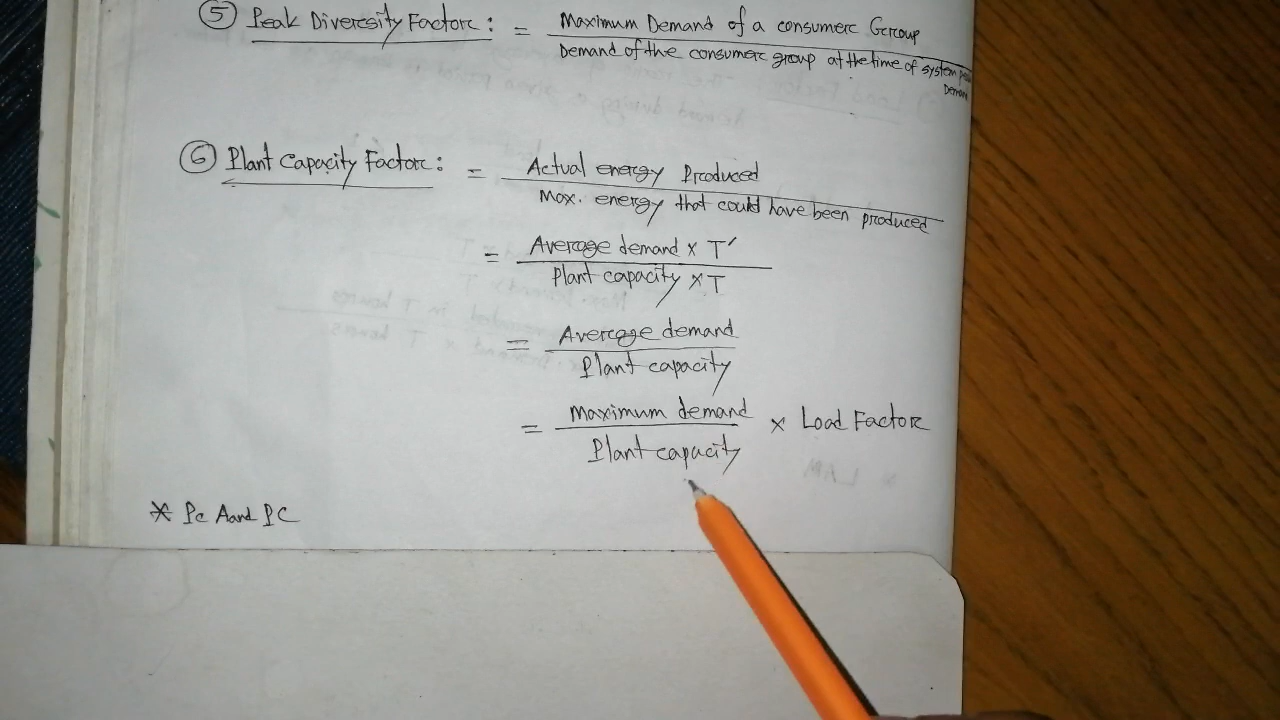 ⑤ Peak Diversity Factor: = Maximum Demand of a consumer Group
Demand of the consumer group at the time of system peak
Demand
⑥ Plant Capacity Factor: = Actual energy Produced
Max. energy that could have been produced
= Average demand × T′
Plant capacity × T
= Average demand
Plant capacity
= Maximum demand × Load Factor
Plant capacity
* Pc Aand PC